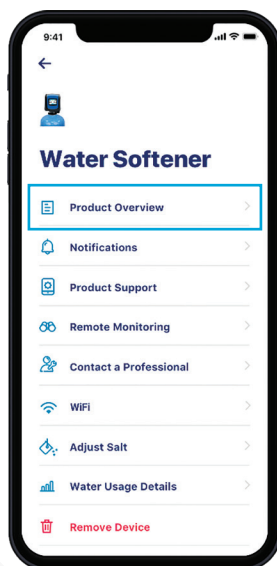 9:41
Water Softener
Product Overview
Notifications
Product Support
Remote Monitoring
Contact a Professional
WiFi
Adjust Salt
Water Usage Details
Remove Device